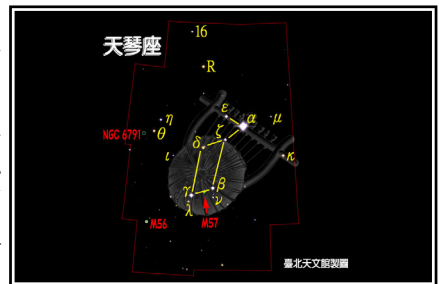 天琴座
16
R
ε
α
μ
η
NGC 6791
θ
ζ
δ
ι
κ
γ
β
λ
ν
M56
M57
臺北天文館製圖